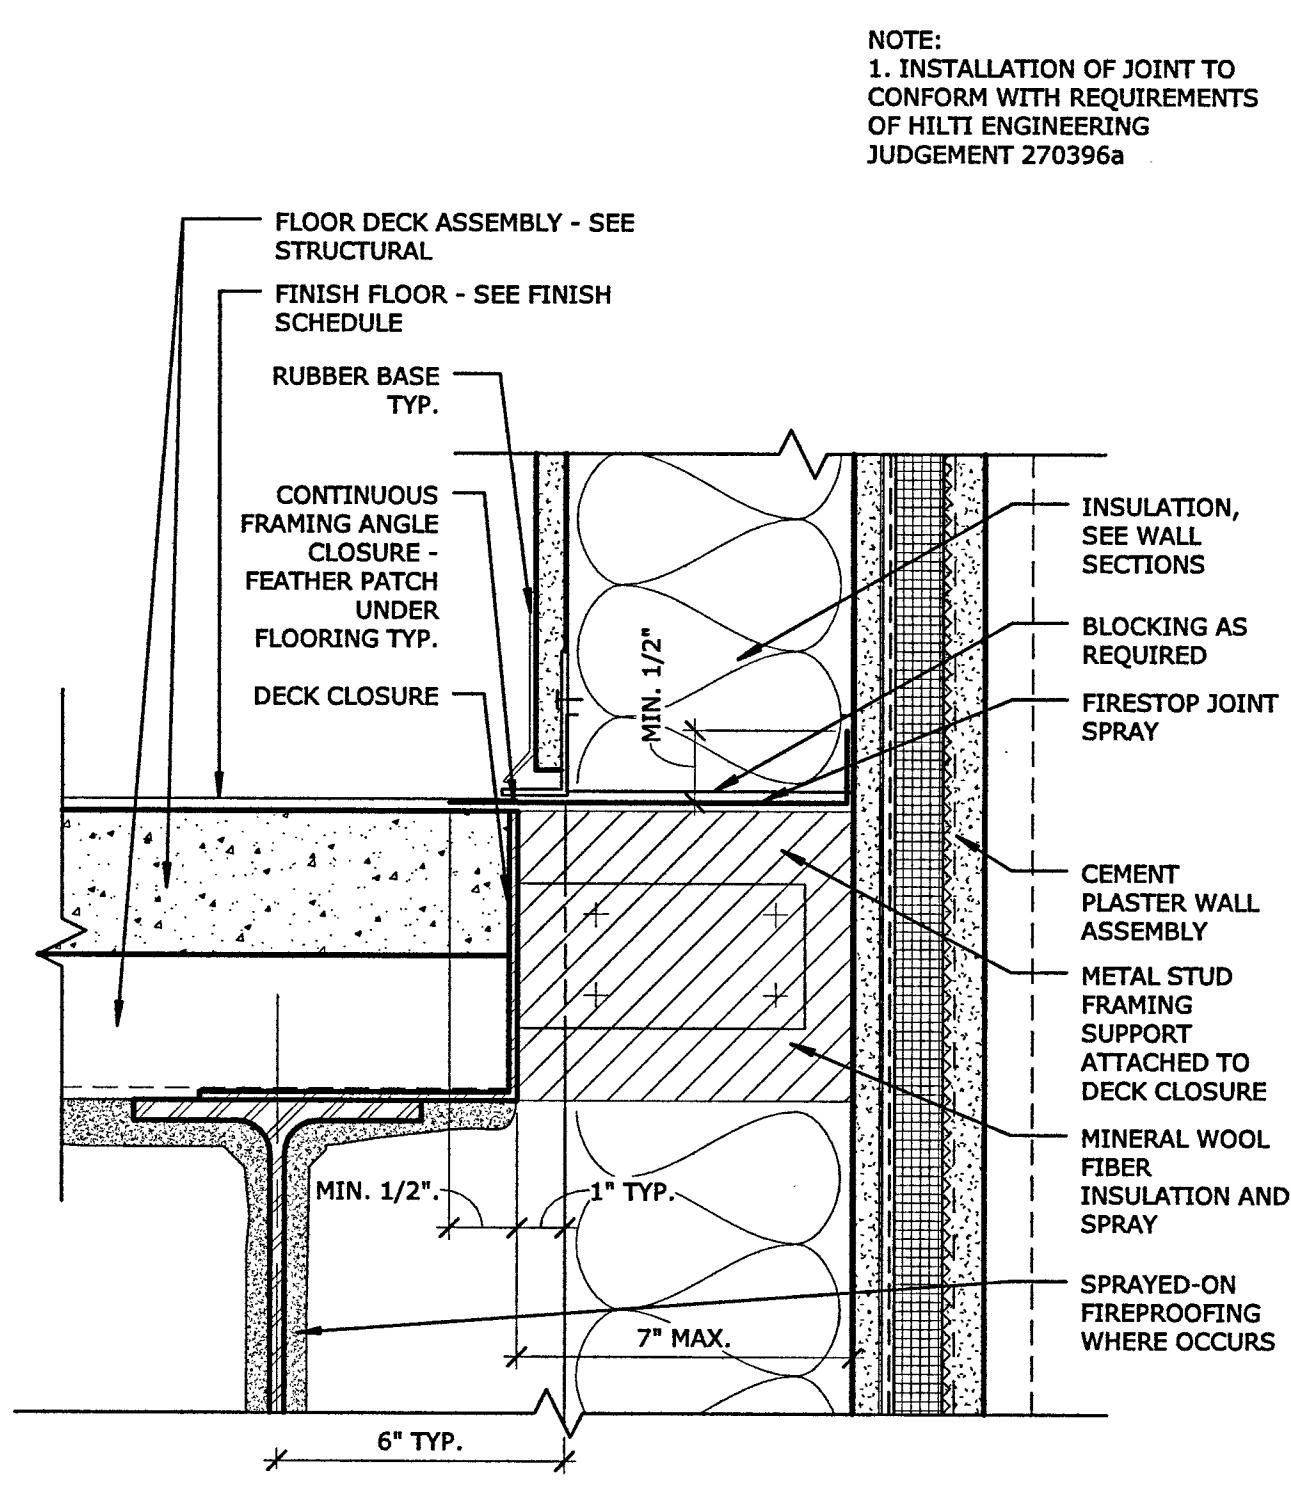 NOTE:
1. INSTALLATION OF JOINT TO
CONFORM WITH REQUIREMENTS
OF HILTI ENGINEERING
JUDGEMENT 270396a
FLOOR DECK ASSEMBLY - SEE
STRUCTURAL
FINISH FLOOR - SEE FINISH
SCHEDULE
RUBBER BASE
TYP.
CONTINUOUS
FRAMING ANGLE
CLOSURE -
FEATHER PATCH
UNDER
FLOORING TYP.
DECK CLOSURE
MIN. 1/2"
INSULATION,
SEE WALL
SECTIONS
BLOCKING AS
REQUIRED
FIRESTOP JOINT
SPRAY
CEMENT
PLASTER WALL
ASSEMBLY
METAL STUD
FRAMING
SUPPORT
ATTACHED TO
DECK CLOSURE
MINERAL WOOL
FIBER
INSULATION AND
SPRAY
SPRAYED-ON
FIREPROOFING
WHERE OCCURS
MIN. 1/2".
1" TYP.
7" MAX.
6" TYP.